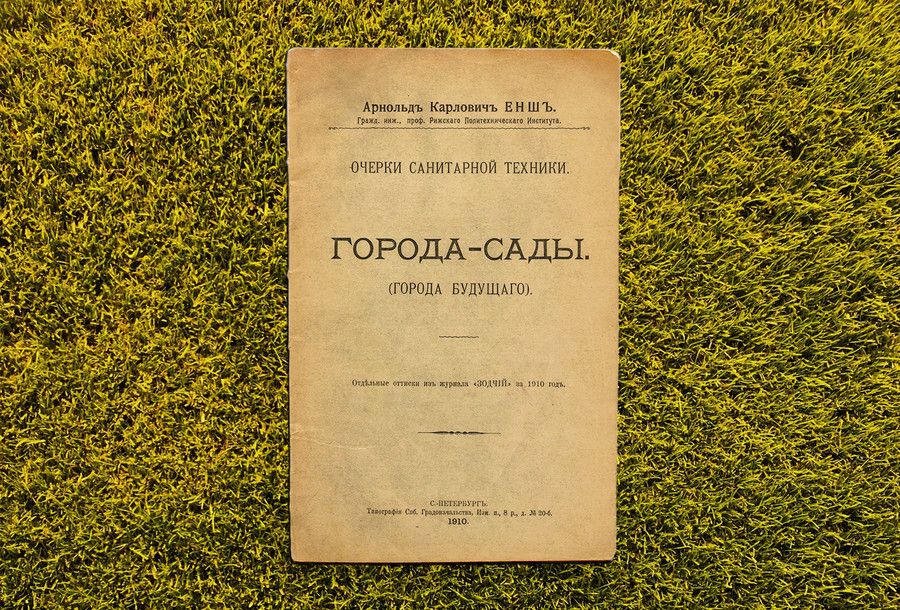 Арнольдъ Карловичъ ЕНШЪ.
Гражд. инж., проф. Рижскаго Политехническаго Института.
ОЧЕРКИ САНИТАРНОЙ ТЕХНИКИ.
ГОРОДА-САДЫ.
(ГОРОДА БУДУЩАГО).
Отдѣльные оттиски изъ журнала «ЗОДЧІЙ» за 1910 годъ.
С.-ПЕТЕРБУРГЪ.
Типографія Спб. Градоначальства, Изм. п., 8 р., д. № 20-б.
1910.